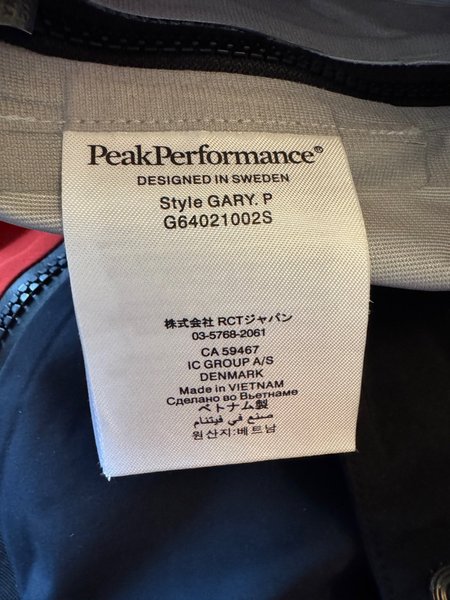 PeakPerformance®
DESIGNED IN SWEDEN
Style GARY. P
G64021002S
株式会社 RCTジャパン
03-5768-2061
CA 59467
IC GROUP A/S
DENMARK
Made in VIETNAM
Сделано во Вьетнаме
ベトナム製
صنع في فيتنام
원산지:베트남